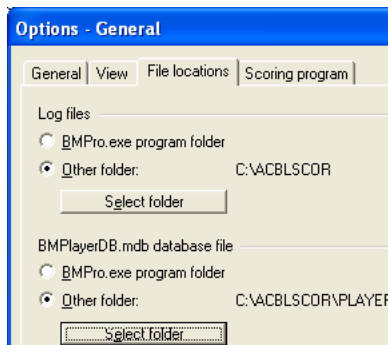 Options - General
General View File locations Scoring program
Log files
BMPro.exe program folder
Other folder: C:\ACBLSCOR
Select folder
BMPlayerDB.mdb database file
BMPro.exe program folder
Other folder: C:\ACBLSCOR\PLAYER
Select folder